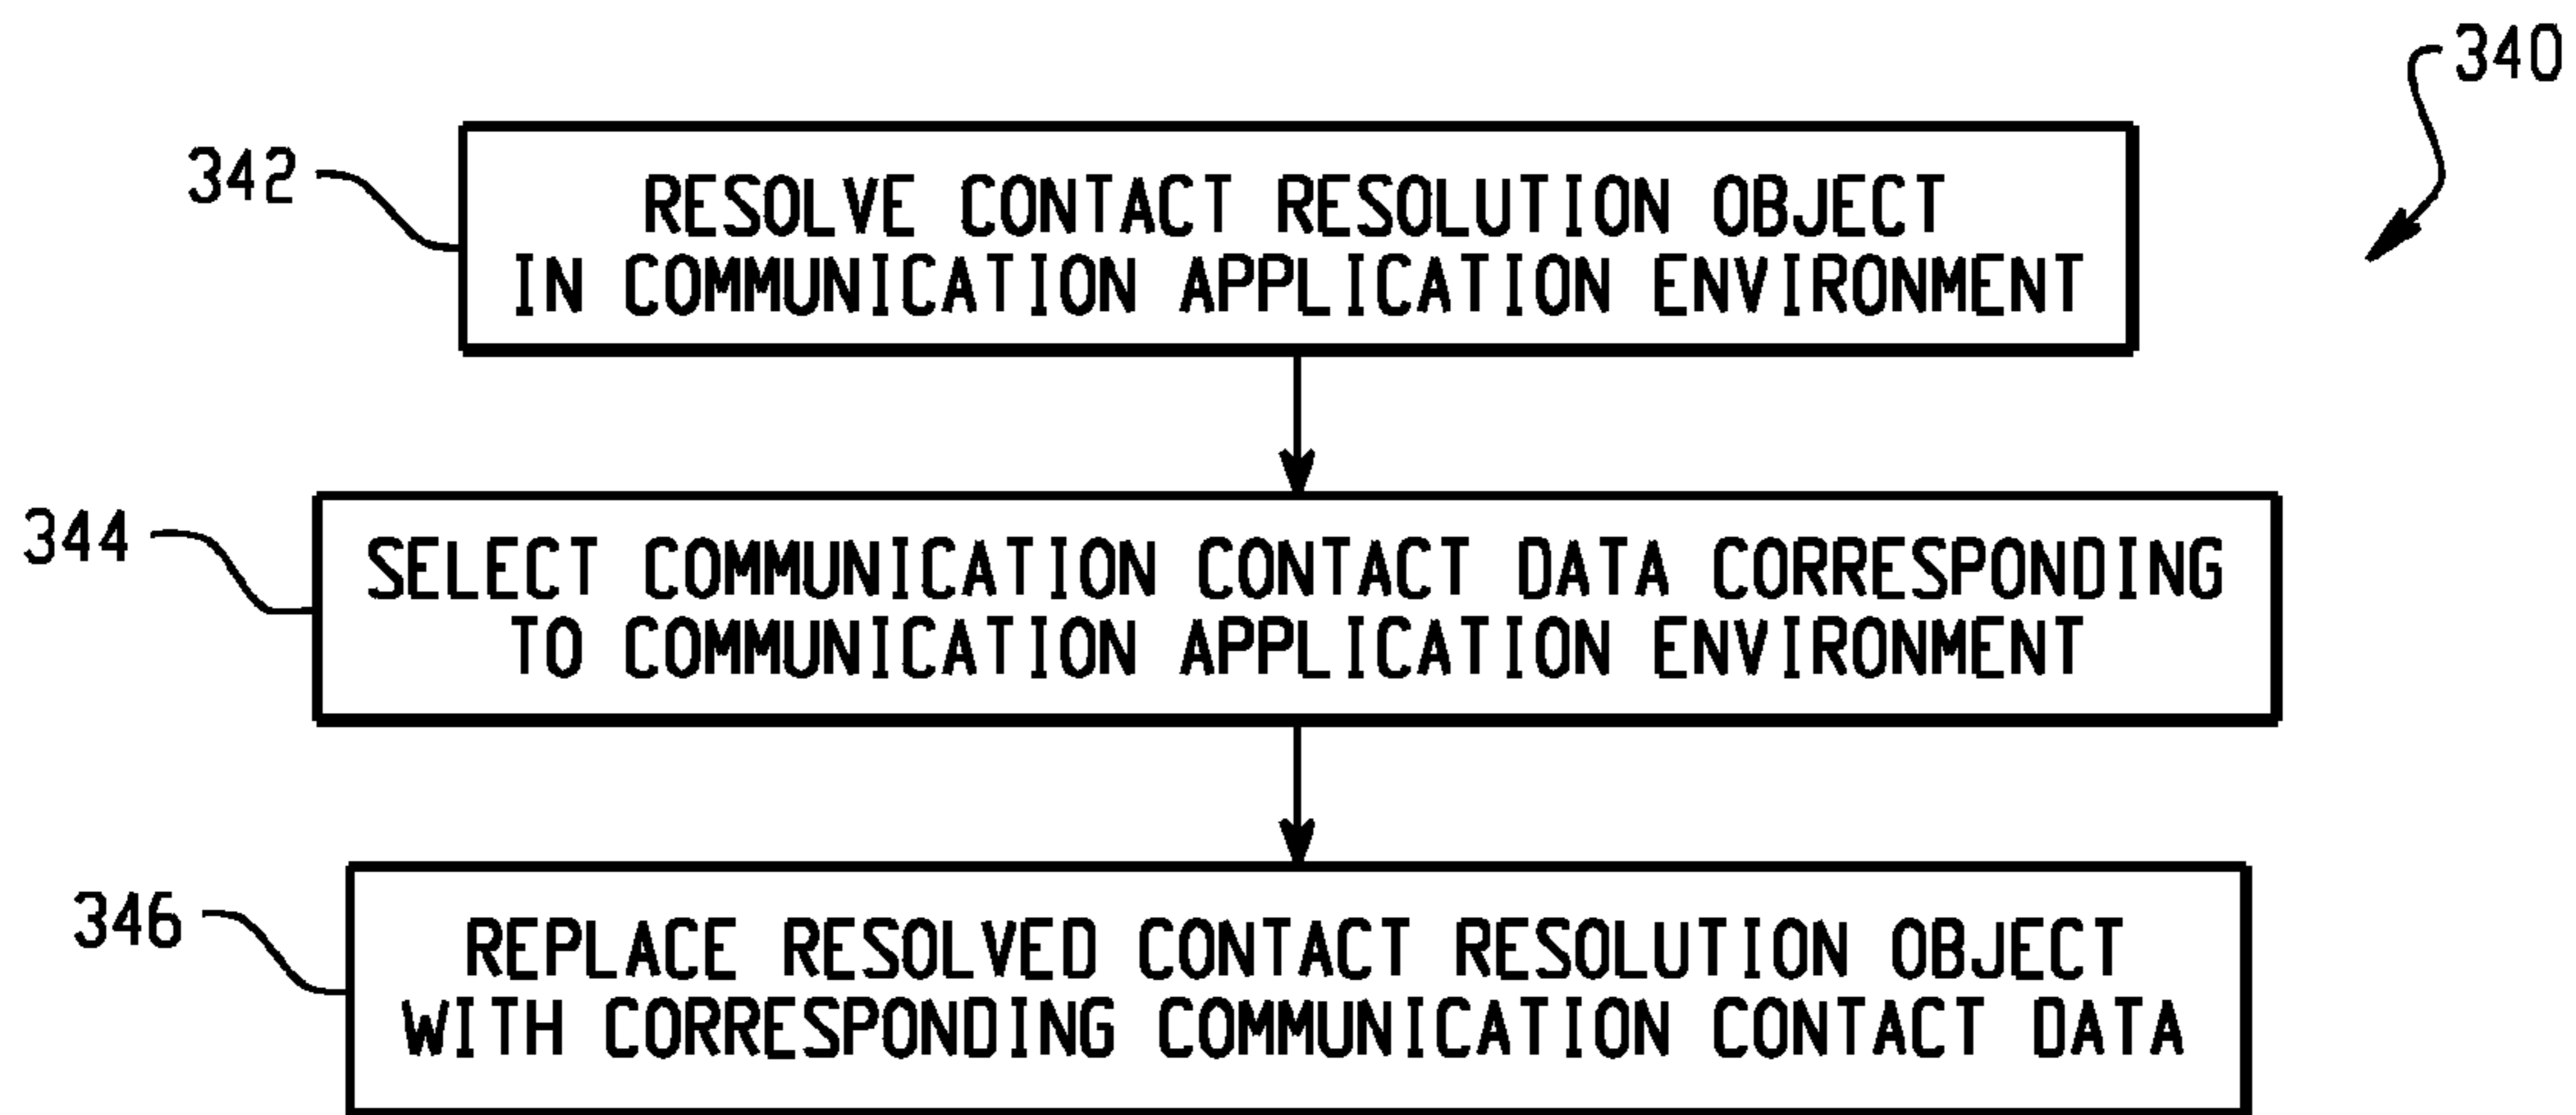 340
342
RESOLVE CONTACT RESOLUTION OBJECT
IN COMMUNICATION APPLICATION ENVIRONMENT
344
SELECT COMMUNICATION CONTACT DATA CORRESPONDING
TO COMMUNICATION APPLICATION ENVIRONMENT
346
REPLACE RESOLVED CONTACT RESOLUTION OBJECT
WITH CORRESPONDING COMMUNICATION CONTACT DATA